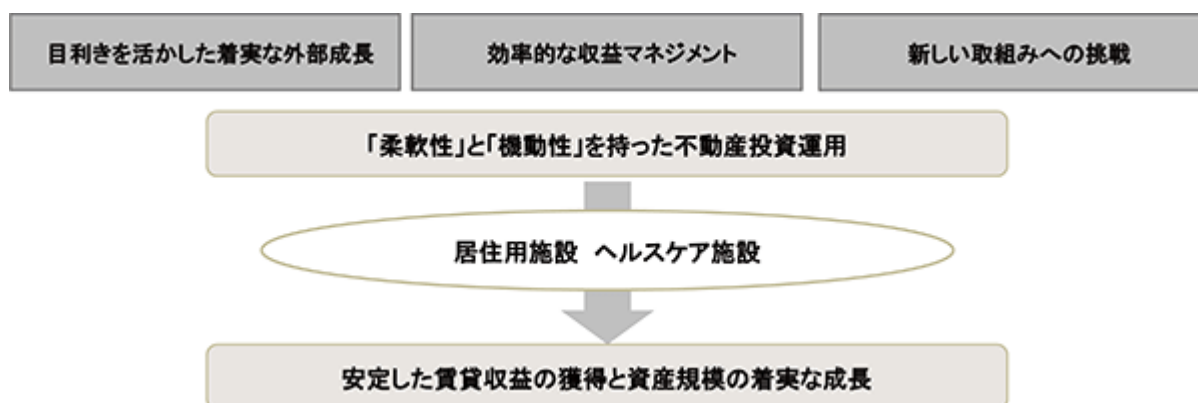 目利きを活かした着実な外部成長
効率的な収益マネジメント
新しい取組みへの挑戦
「柔軟性」と「機動性」を持った不動産投資運用
居住用施設 ヘルスケア施設
安定した賃貸収益の獲得と資産規模の着実な成長